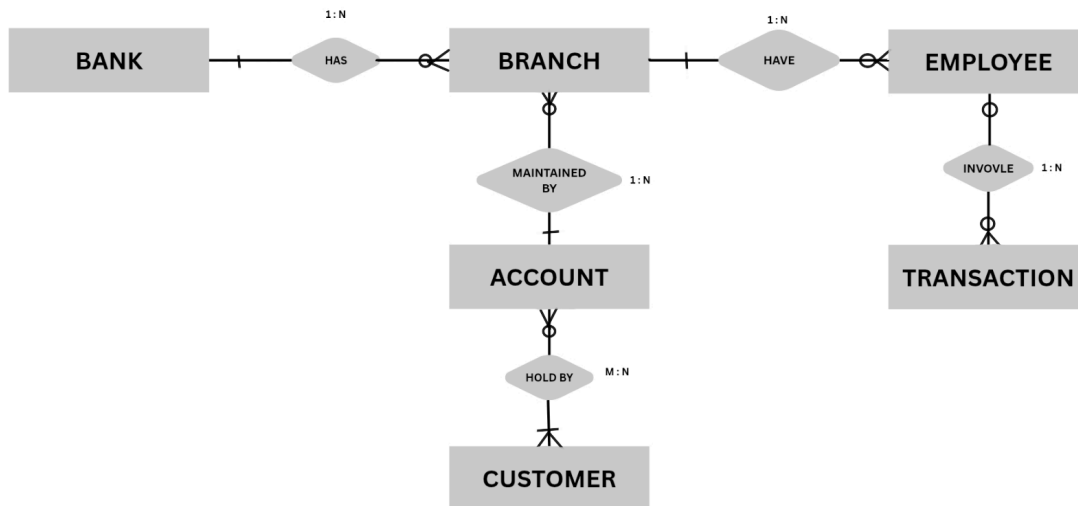 1 : N
1 : N
BANK
HAS
BRANCH
HAVE
EMPLOYEE
MAINTAINED
BY
1 : N
INVOVLE
1 : N
ACCOUNT
TRANSACTION
HOLD BY
M : N
CUSTOMER